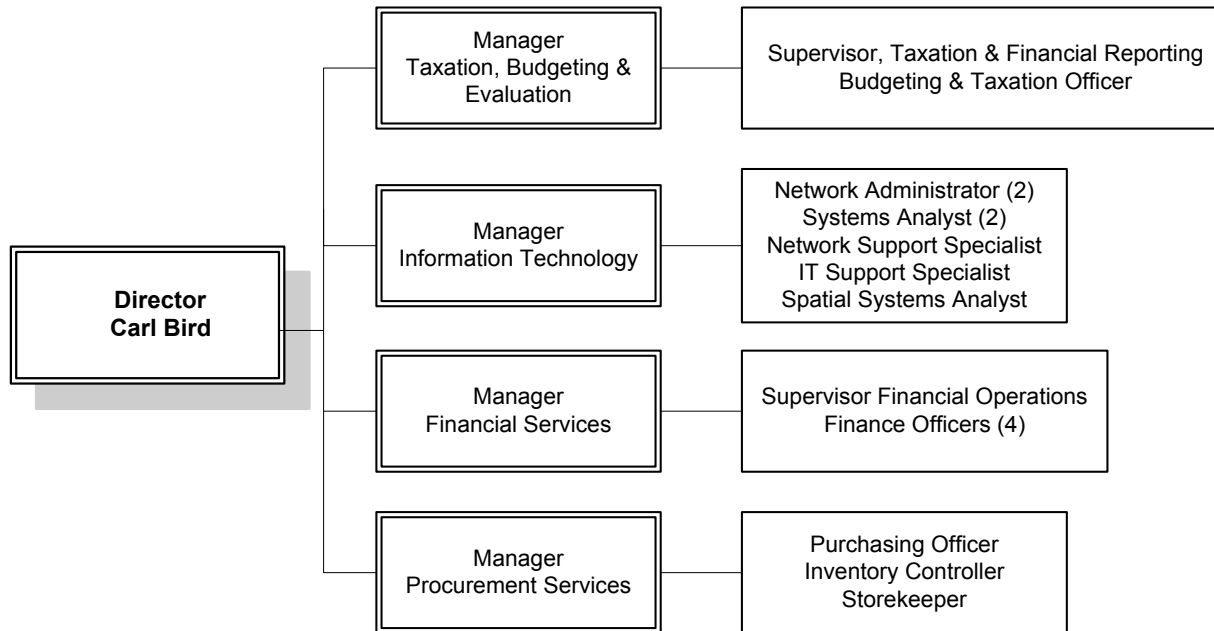 Manager
Taxation, Budgeting &
Evaluation
Supervisor, Taxation & Financial Reporting
Budgeting & Taxation Officer
Manager
Information Technology
Network Administrator (2)
Systems Analyst (2)
Network Support Specialist
IT Support Specialist
Spatial Systems Analyst
Director
Carl Bird
Manager
Financial Services
Supervisor Financial Operations
Finance Officers (4)
Manager
Procurement Services
Purchasing Officer
Inventory Controller
Storekeeper